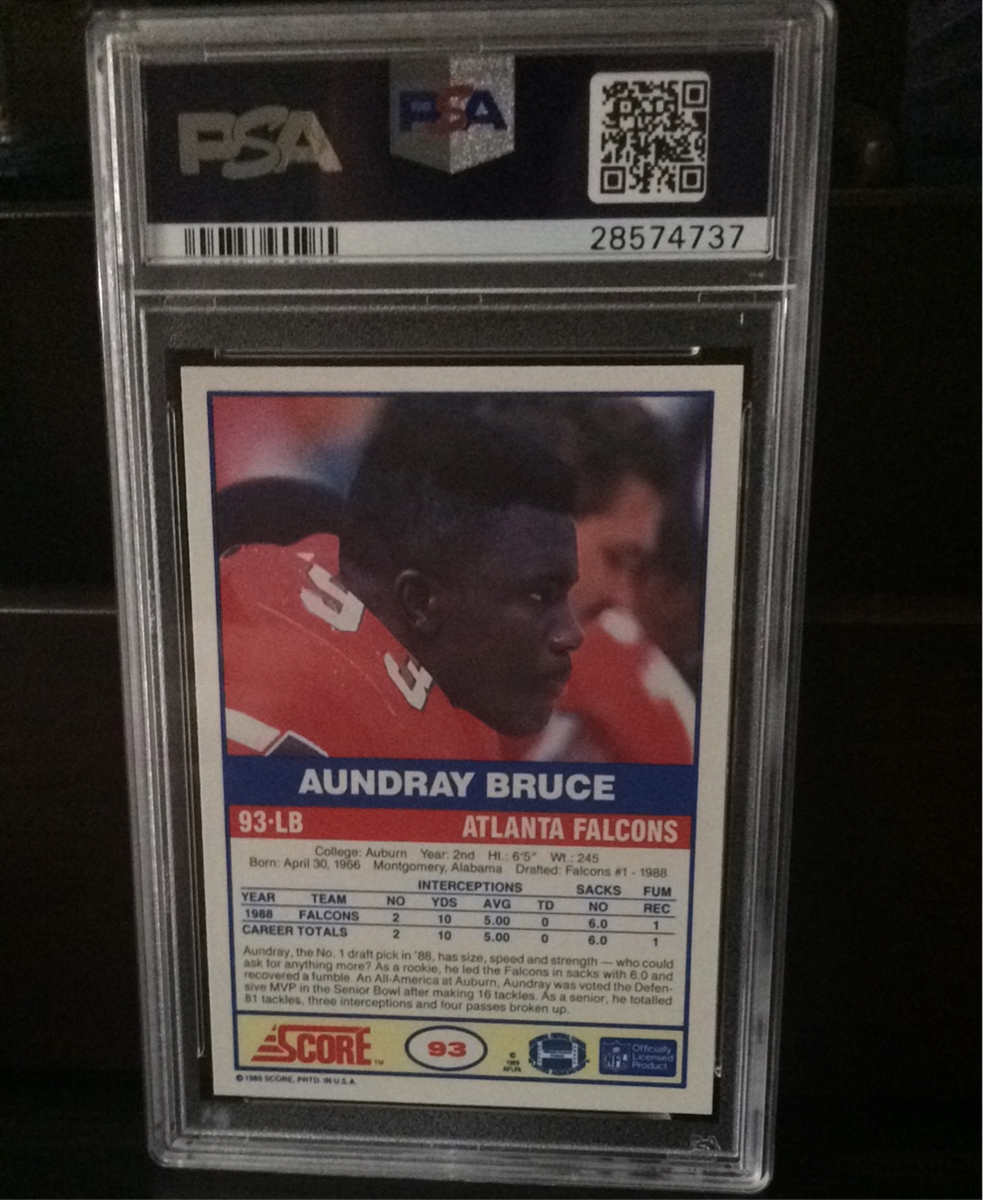 PSA
PSA
28574737
AUNDRAY BRUCE
93·LB ATLANTA FALCONS
College: Auburn Year: 2nd Ht.: 6'5" Wt.: 245
Born: April 30, 1966 Montgomery, Alabama Drafted: Falcons #1 - 1988
INTERCEPTIONS SACKS FUM
YEAR TEAM NO YDS AVG TD NO REC
1988 FALCONS 2 10 5.00 0 6.0 1
CAREER TOTALS 2 10 5.00 0 6.0 1
Aundray, the No. 1 draft pick in '88, has size, speed and strength — who could
ask for anything more? As a rookie, he led the Falcons in sacks with 6.0 and
recovered a fumble. An All-America at Auburn, Aundray was voted the Defen-
sive MVP in the Senior Bowl after making 16 tackles. As a senior, he totalled
81 tackles, three interceptions and four passes broken up.
SCORE™ 93
© 1989 NFLPA
NFL
Officially
Licensed
Product
© 1989 SCORE, PRTD. IN U.S.A.